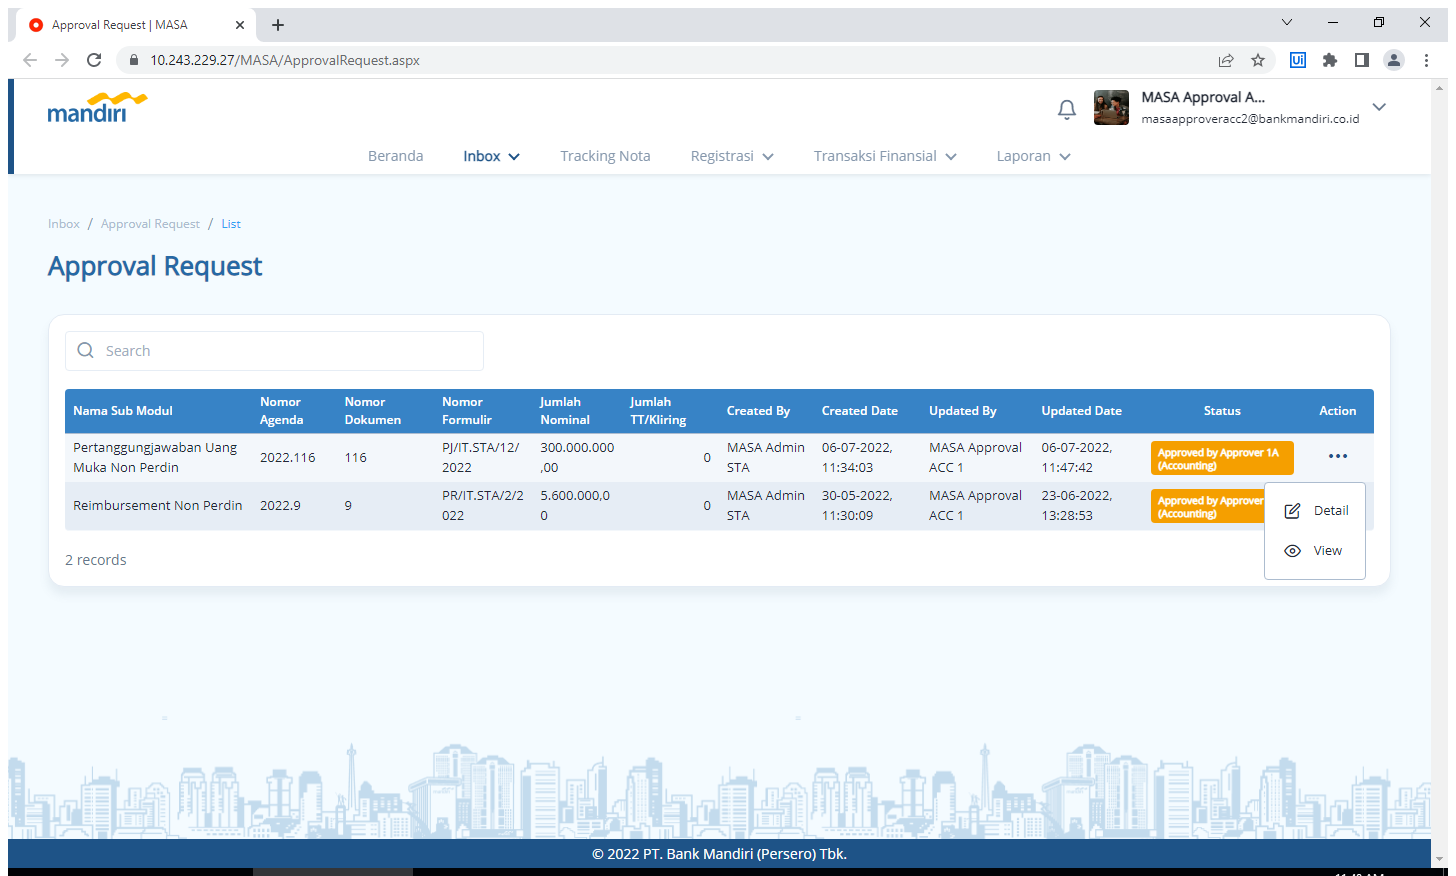 Approval Request | MASA
10.243.229.27/MASA/ApprovalRequest.aspx
Ui
mandiri
MASA Approval A...
masaapproveracc2@bankmandiri.co.id
Beranda
Inbox
Tracking Nota
Registrasi
Transaksi Finansial
Laporan
Inbox / Approval Request / List
Approval Request
Search
Nama Sub Modul
Nomor
Agenda
Nomor
Dokumen
Nomor
Formulir
Jumlah
Nominal
Jumlah
TT/Kliring
Created By
Created Date
Updated By
Updated Date
Status
Action
Pertanggungjawaban Uang
Muka Non Perdin
2022.116
116
PJ/IT.STA/12/
2022
300.000.000
,00
0
MASA Admin
STA
06-07-2022,
11:34:03
MASA Approval
ACC 1
06-07-2022,
11:47:42
Approved by Approver 1A
(Accounting)
Reimbursement Non Perdin
2022.9
9
PR/IT.STA/2/2
022
5.600.000,0
0
0
MASA Admin
STA
30-05-2022,
11:30:09
MASA Approval
ACC 1
23-06-2022,
13:28:53
Approved by Approver
(Accounting)
Detail
View
2 records
© 2022 PT. Bank Mandiri (Persero) Tbk.